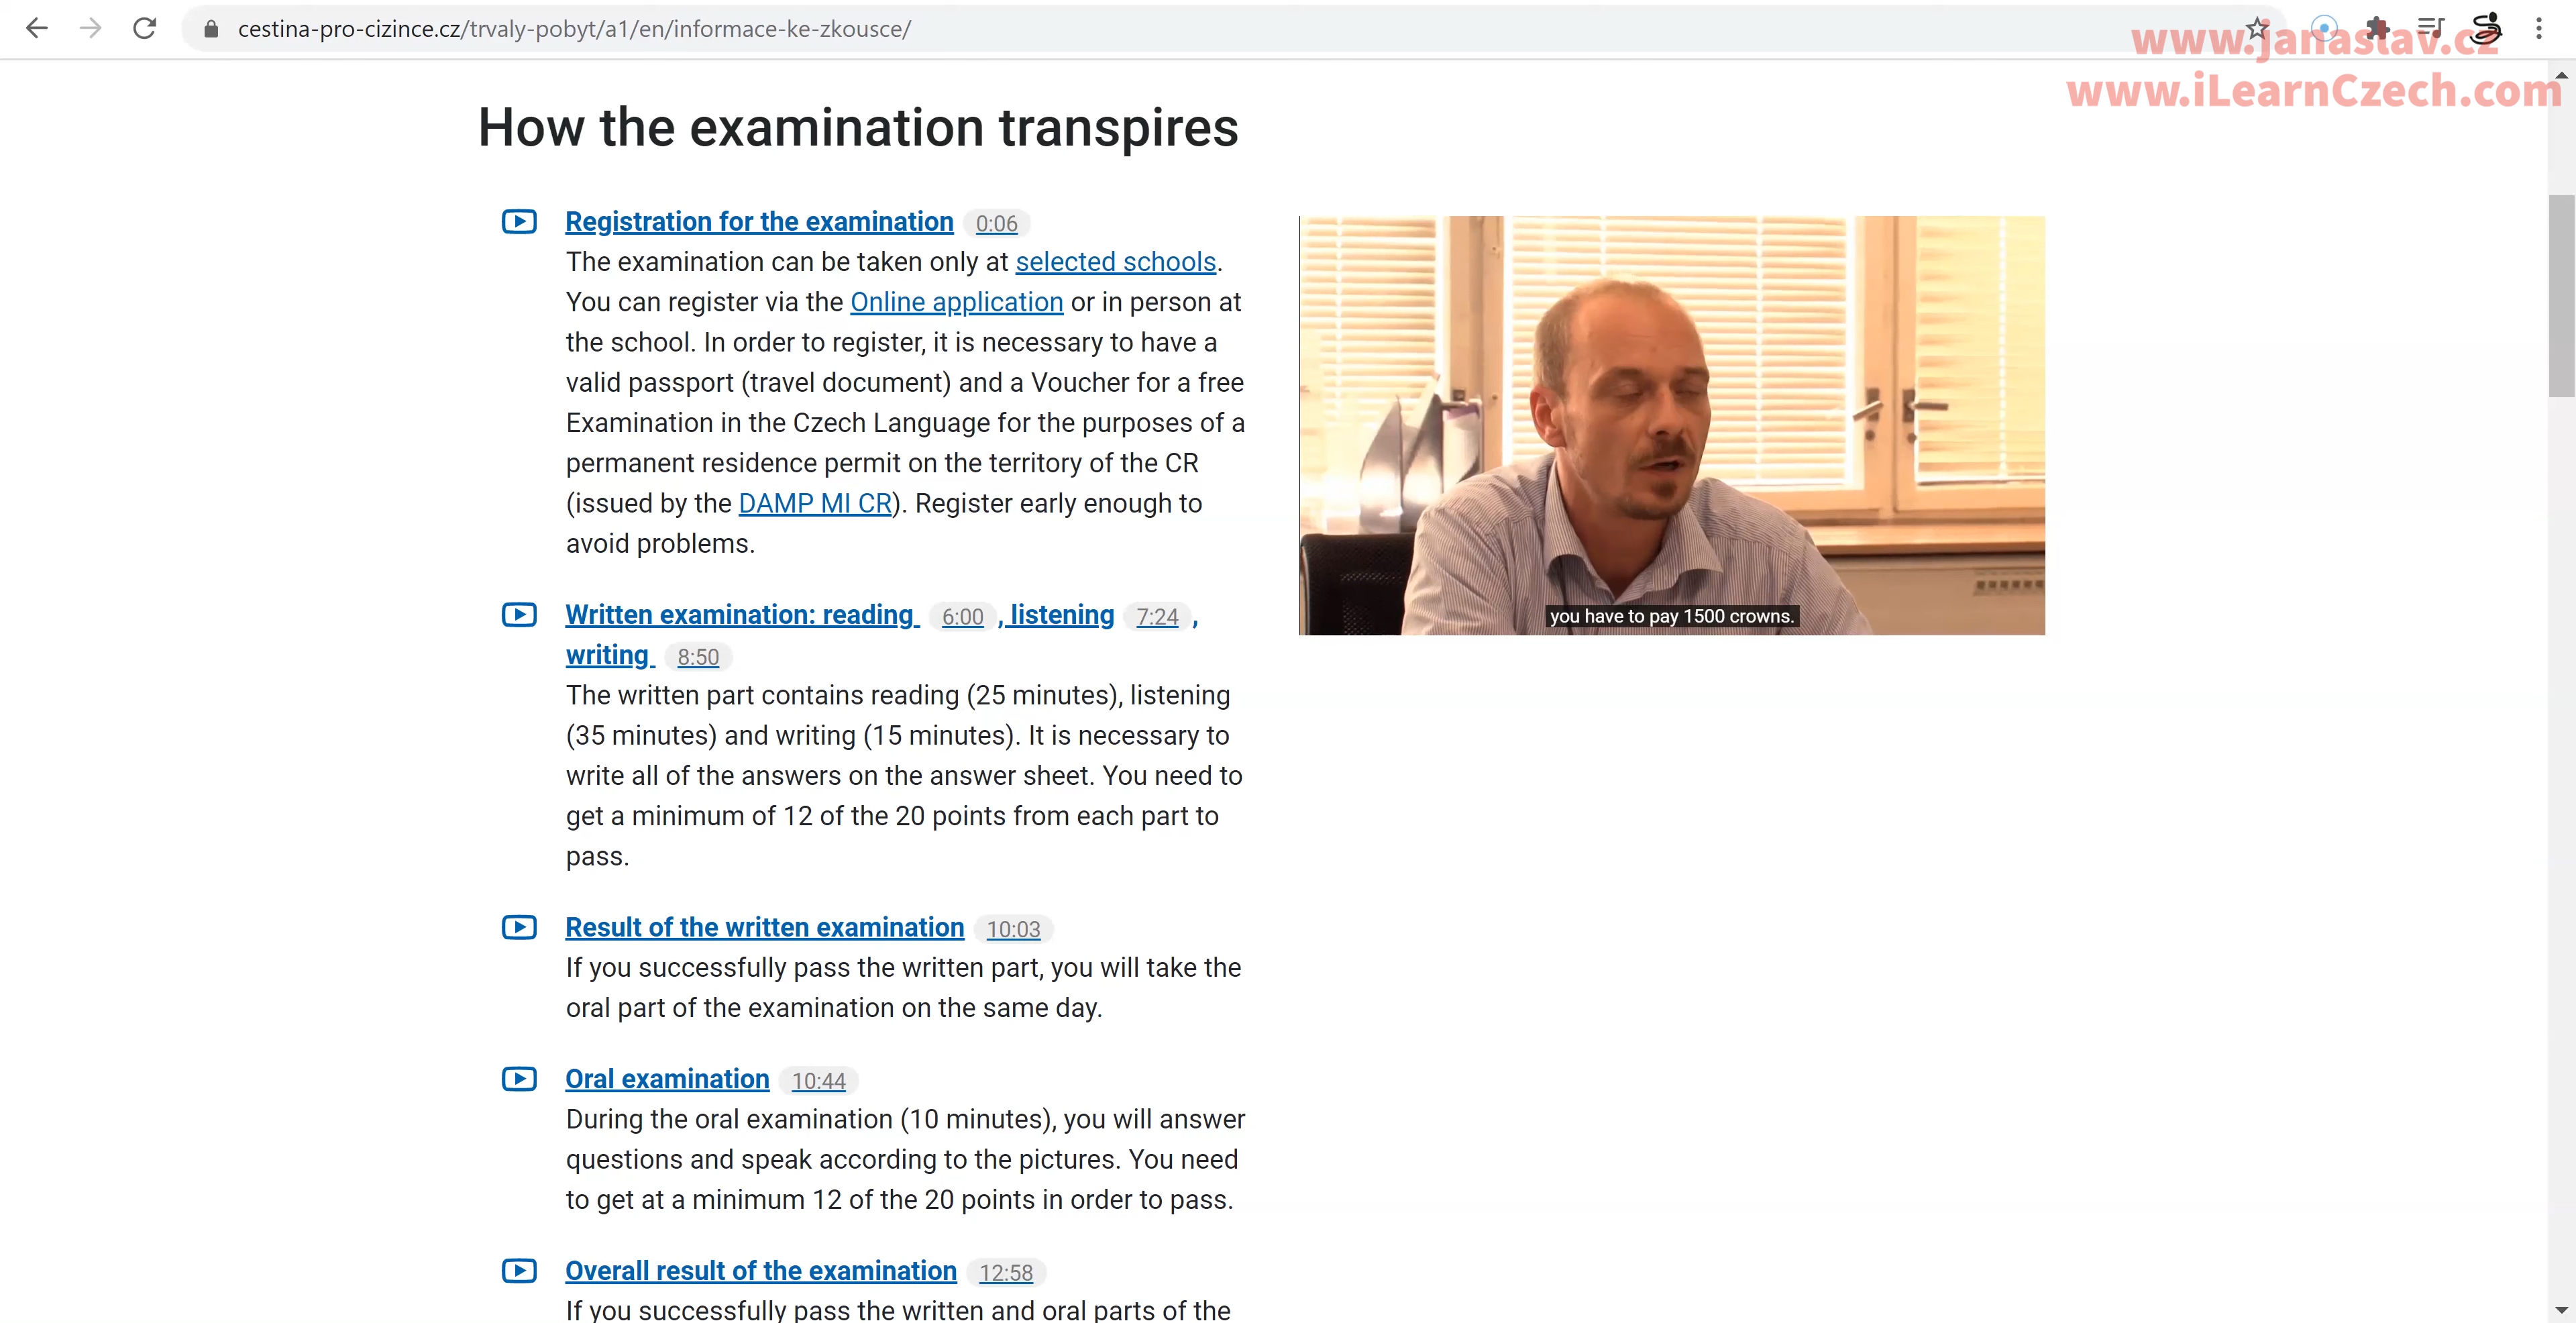 cestina-pro-cizince.cz/trvaly-pobyt/a1/en/informace-ke-zkousce/
www.janaslav.cz
www.iLearnCzech.com
How the examination transpires
Registration for the examination 0:06
The examination can be taken only at selected schools.
You can register via the Online application or in person at
the school. In order to register, it is necessary to have a
valid passport (travel document) and a Voucher for a free
Examination in the Czech Language for the purposes of a
permanent residence permit on the territory of the CR
(issued by the DAMP MI CR). Register early enough to
avoid problems.
Written examination: reading 6:00 , listening 7:24 ,
writing 8:50
The written part contains reading (25 minutes), listening
(35 minutes) and writing (15 minutes). It is necessary to
write all of the answers on the answer sheet. You need to
get a minimum of 12 of the 20 points from each part to
pass.
Result of the written examination 10:03
If you successfully pass the written part, you will take the
oral part of the examination on the same day.
Oral examination 10:44
During the oral examination (10 minutes), you will answer
questions and speak according to the pictures. You need
to get at a minimum 12 of the 20 points in order to pass.
Overall result of the examination 12:58
If you successfully pass the written and oral parts of the
you have to pay 1500 crowns.